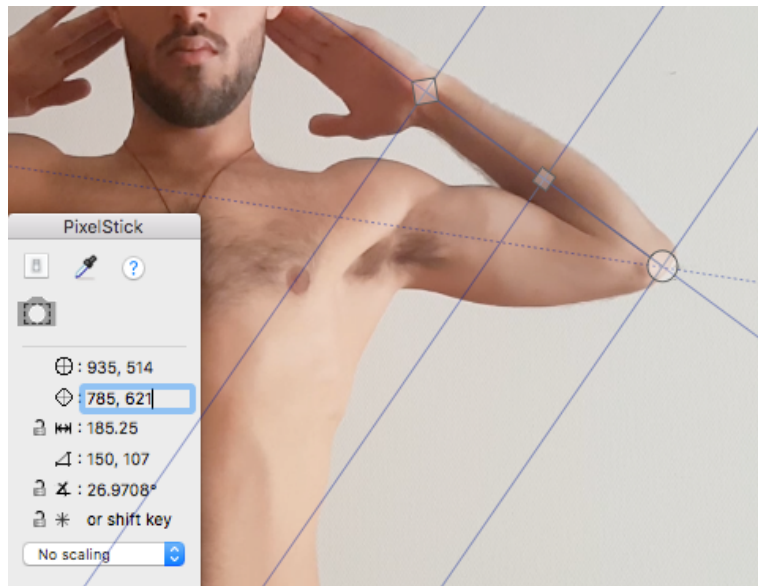 PixelStick
?
: 935, 514
: 785, 621
: 185.25
: 150, 107
: 26.9708°
: or shift key
No scaling